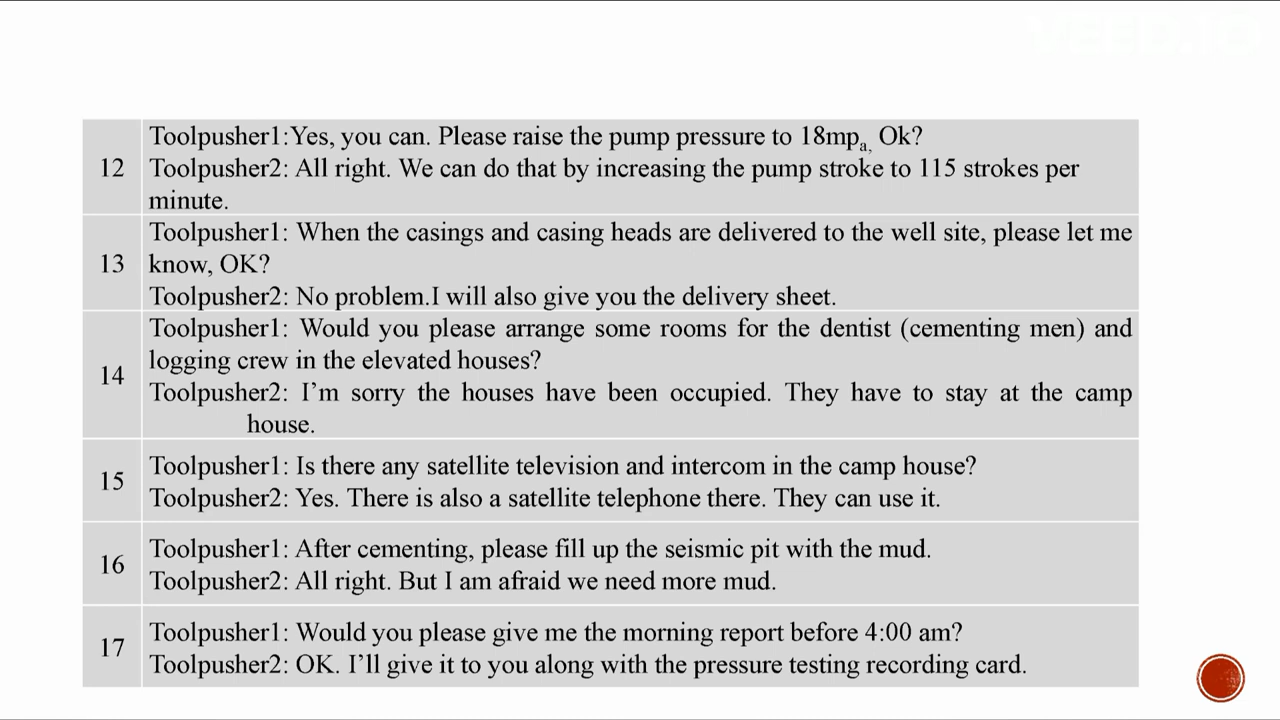 12
Toolpusher1:Yes, you can. Please raise the pump pressure to 18mpa, Ok?
Toolpusher2: All right. We can do that by increasing the pump stroke to 115 strokes per
minute.
13
Toolpusher1: When the casings and casing heads are delivered to the well site, please let me
know, OK?
Toolpusher2: No problem.I will also give you the delivery sheet.
14
Toolpusher1: Would you please arrange some rooms for the dentist (cementing men) and
logging crew in the elevated houses?
Toolpusher2: I’m sorry the houses have been occupied. They have to stay at the camp
house.
15
Toolpusher1: Is there any satellite television and intercom in the camp house?
Toolpusher2: Yes. There is also a satellite telephone there. They can use it.
16
Toolpusher1: After cementing, please fill up the seismic pit with the mud.
Toolpusher2: All right. But I am afraid we need more mud.
17
Toolpusher1: Would you please give me the morning report before 4:00 am?
Toolpusher2: OK. I’ll give it to you along with the pressure testing recording card.